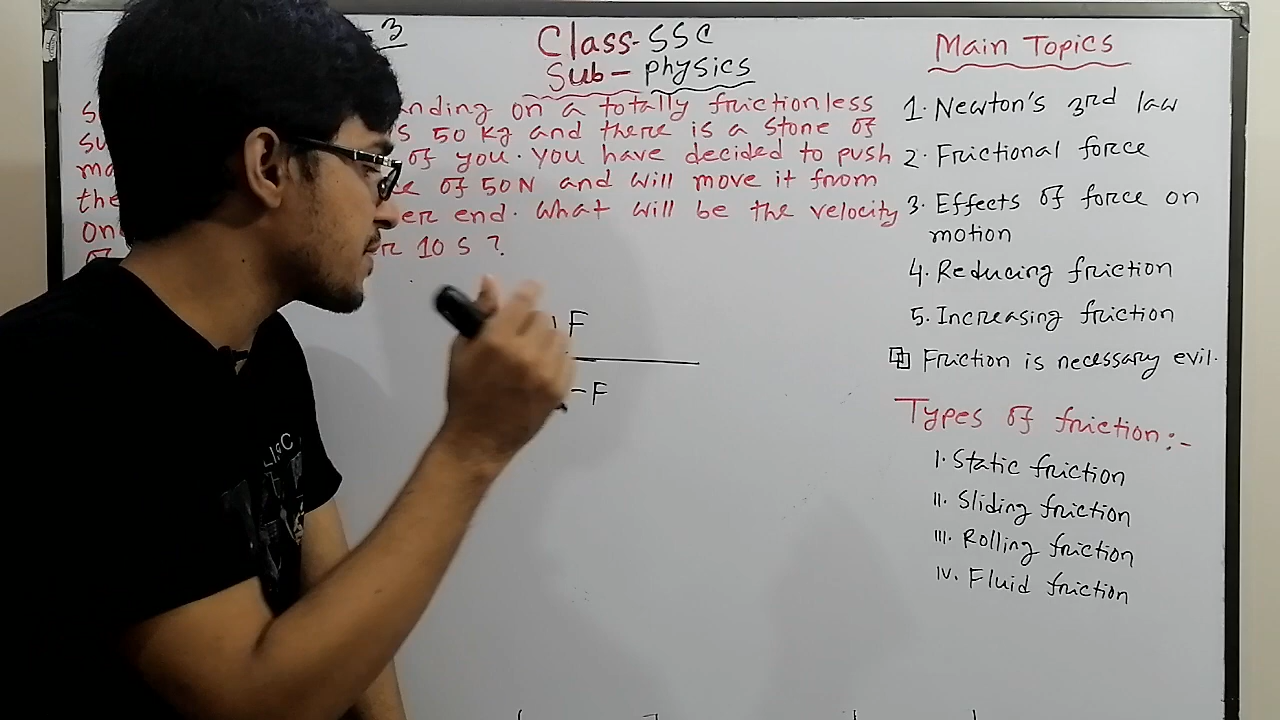 3
Class-SSC
Sub- physics
on a totally frictionless
50 kg and there is a stone of
of you. You have decided to push
the of 50N and will move it from
end. What will be the velocity
10 S ?
F
-F
Main Topics
1. Newton's 3rd law
2. Frictional force
3. Effects of force on
motion
4. Reducing friction
5. Increasing friction
Friction is necessary evil.
Types of friction:-
I. Static friction
II. Sliding friction
III. Rolling friction
IV. Fluid friction